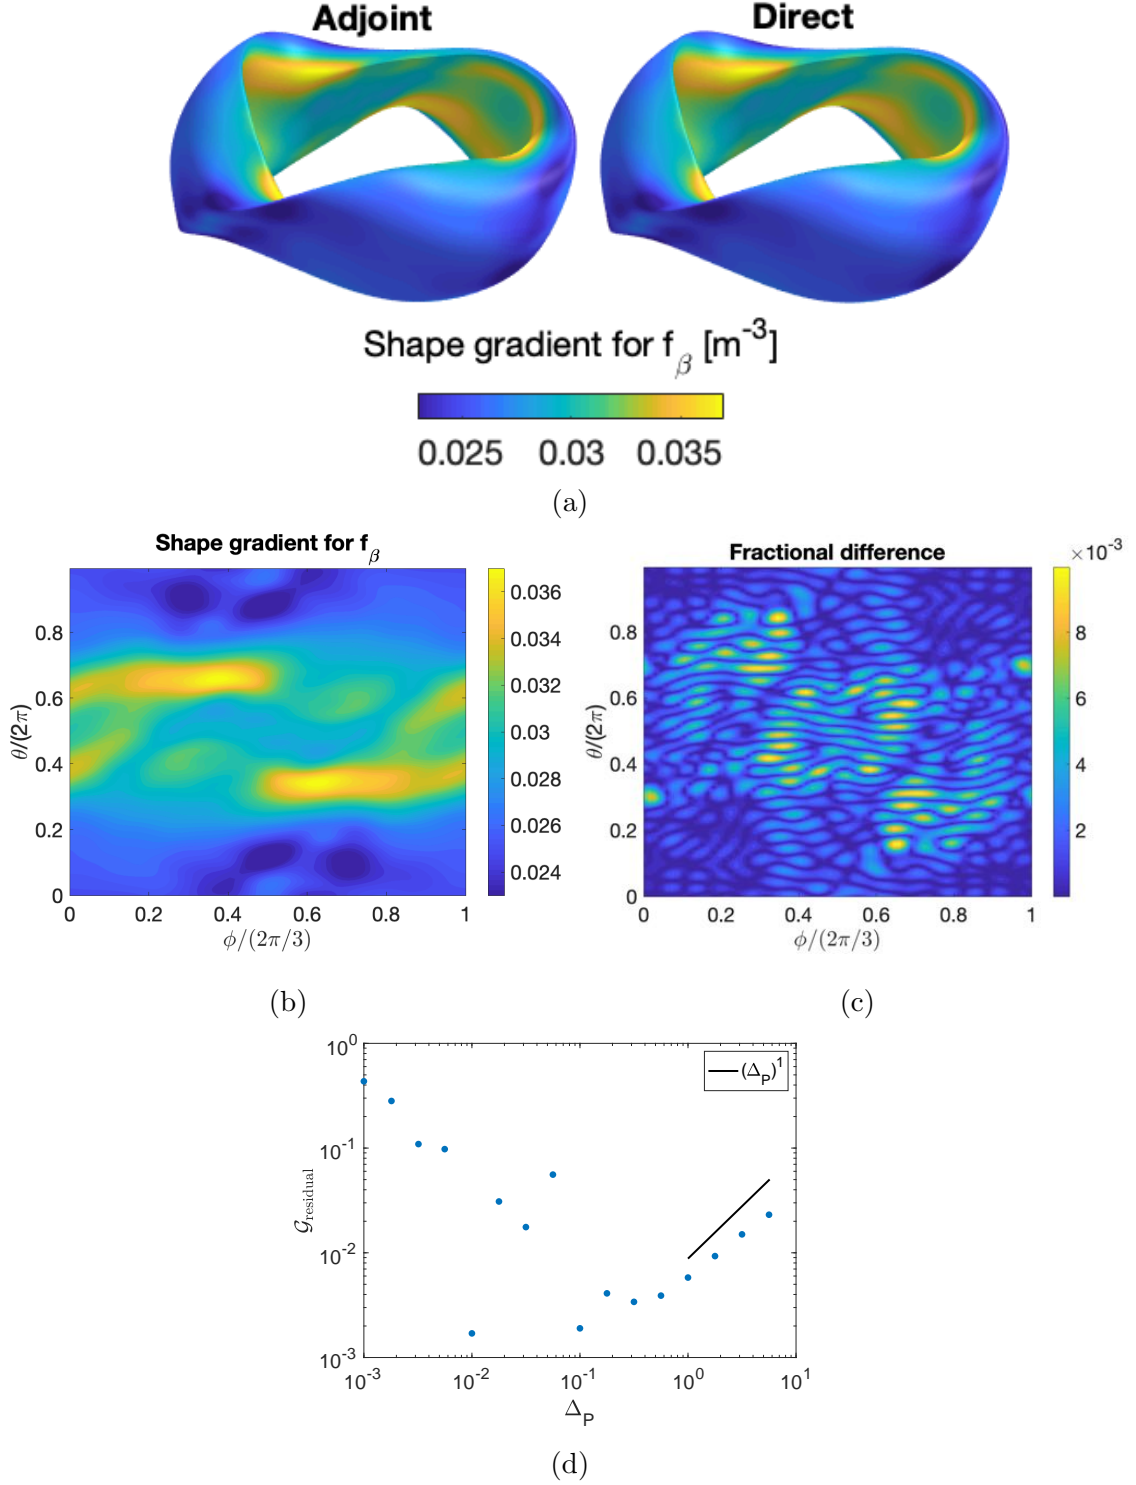 Adjoint Direct
Shape gradient for f_β [m^-3]
0.025 0.03 0.035
(a)
Shape gradient for f_β
0.8
0.6
0.4
0.2
0
θ/(2π)
0 0.2 0.4 0.6 0.8 1
ϕ/(2π/3)
0.036
0.034
0.032
0.03
0.028
0.026
0.024
(b)
Fractional difference
×10^-3
0.8
0.6
0.4
0.2
0
θ/(2π)
0 0.2 0.4 0.6 0.8 1
ϕ/(2π/3)
8
6
4
2
(c)
10^0
10^-1
10^-2
10^-3
𝒢_residual
(Δ_P)^1
10^-3 10^-2 10^-1 10^0 10^1
Δ_P
(d)